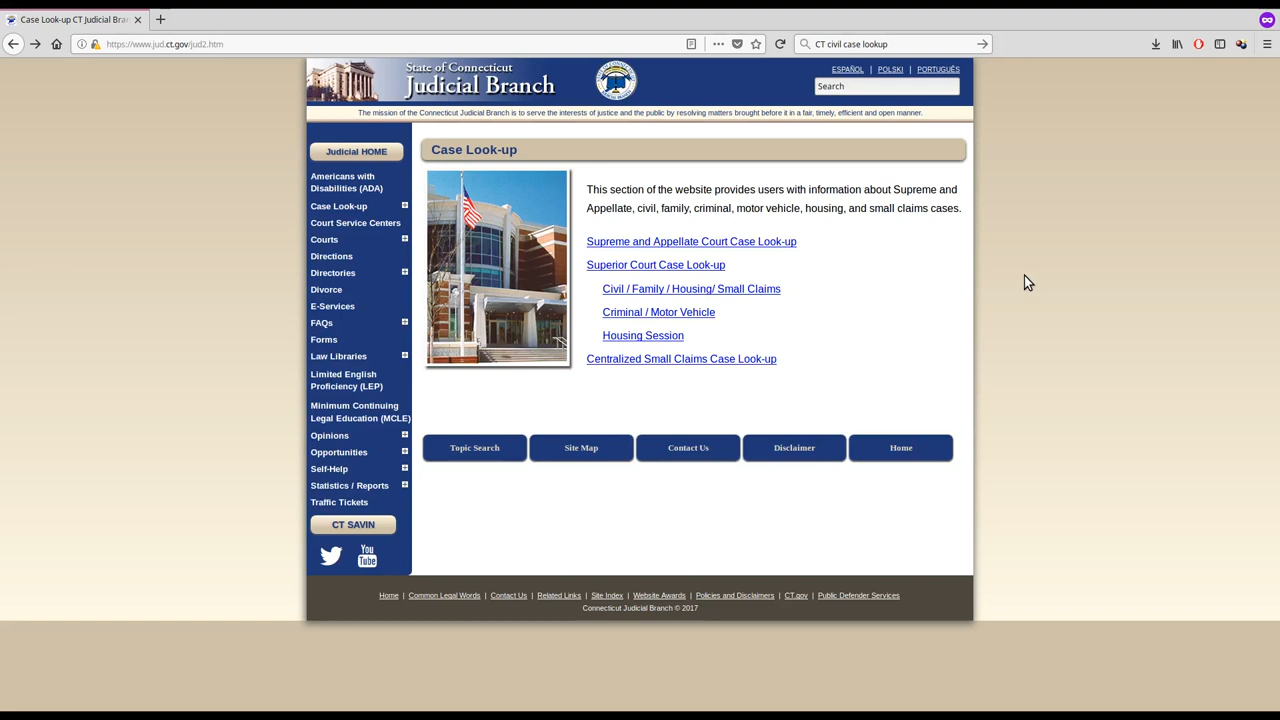 Case Look-up CT Judicial Bra
https://www.jud.ct.gov/jud2.htm
CT civil case lookup
State of Connecticut
Judicial Branch
ESPAÑOL | POLSKI | PORTUGUÊS
Search
The mission of the Connecticut Judicial Branch is to serve the interests of justice and the public by resolving matters brought before it in a fair, timely, efficient and open manner.
Judicial HOME
Americans with
Disabilities (ADA)
Case Look-up
Court Service Centers
Courts
Directions
Directories
Divorce
E-Services
FAQs
Forms
Law Libraries
Limited English
Proficiency (LEP)
Minimum Continuing
Legal Education (MCLE)
Opinions
Opportunities
Self-Help
Statistics / Reports
Traffic Tickets
CT SAVIN
You
Tube
Case Look-up
This section of the website provides users with information about Supreme and
Appellate, civil, family, criminal, motor vehicle, housing, and small claims cases.
Supreme and Appellate Court Case Look-up
Superior Court Case Look-up
Civil / Family / Housing/ Small Claims
Criminal / Motor Vehicle
Housing Session
Centralized Small Claims Case Look-up
Topic Search
Site Map
Contact Us
Disclaimer
Home
Home | Common Legal Words | Contact Us | Related Links | Site Index | Website Awards | Policies and Disclaimers | CT.gov | Public Defender Services
Connecticut Judicial Branch © 2017